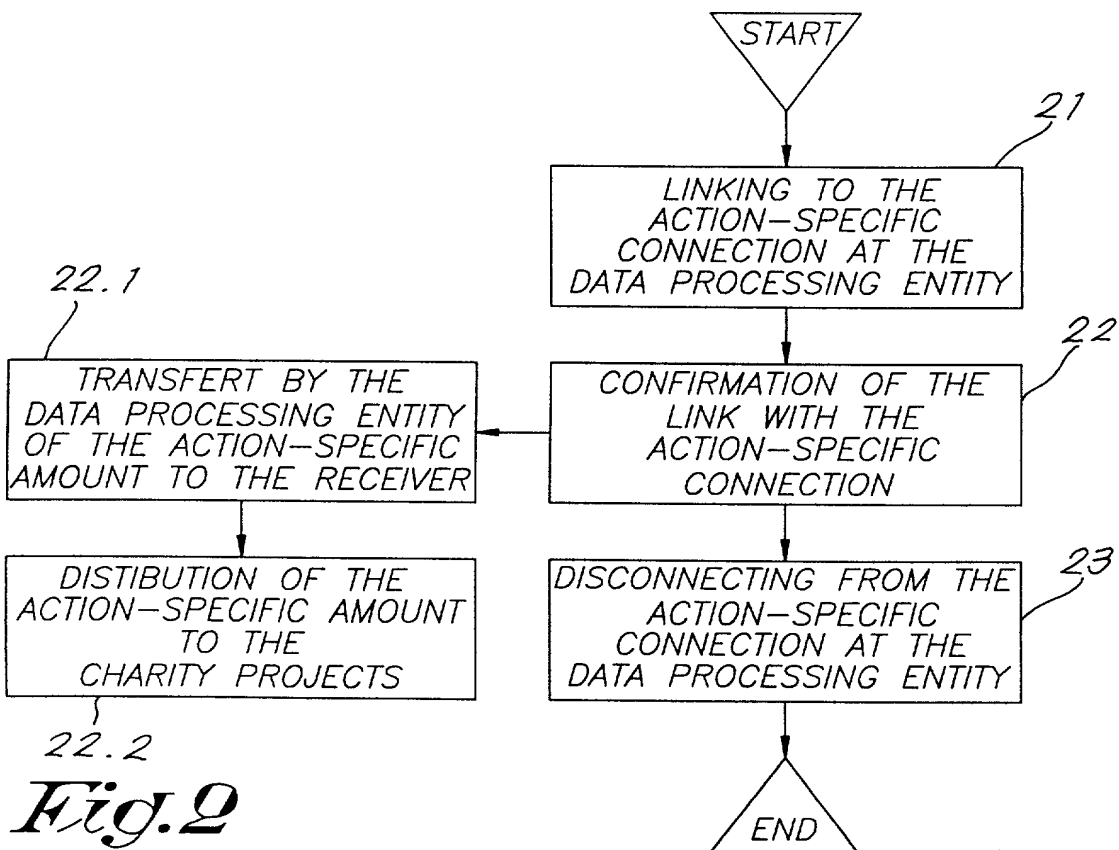 START
21
LINKING TO THE
ACTION-SPECIFIC
CONNECTION AT THE
DATA PROCESSING ENTITY
22.1
TRANSFERT BY THE
DATA PROCESSING ENTITY
OF THE ACTION-SPECIFIC
AMOUNT TO THE RECEIVER
22
CONFIRMATION OF THE
LINK WITH THE
ACTION-SPECIFIC
CONNECTION
DISTIBUTION OF THE
ACTION-SPECIFIC AMOUNT
TO THE
CHARITY PROJECTS
22.2
23
DISCONNECTING FROM THE
ACTION-SPECIFIC
CONNECTION AT THE
DATA PROCESSING ENTITY
END
Fig.2